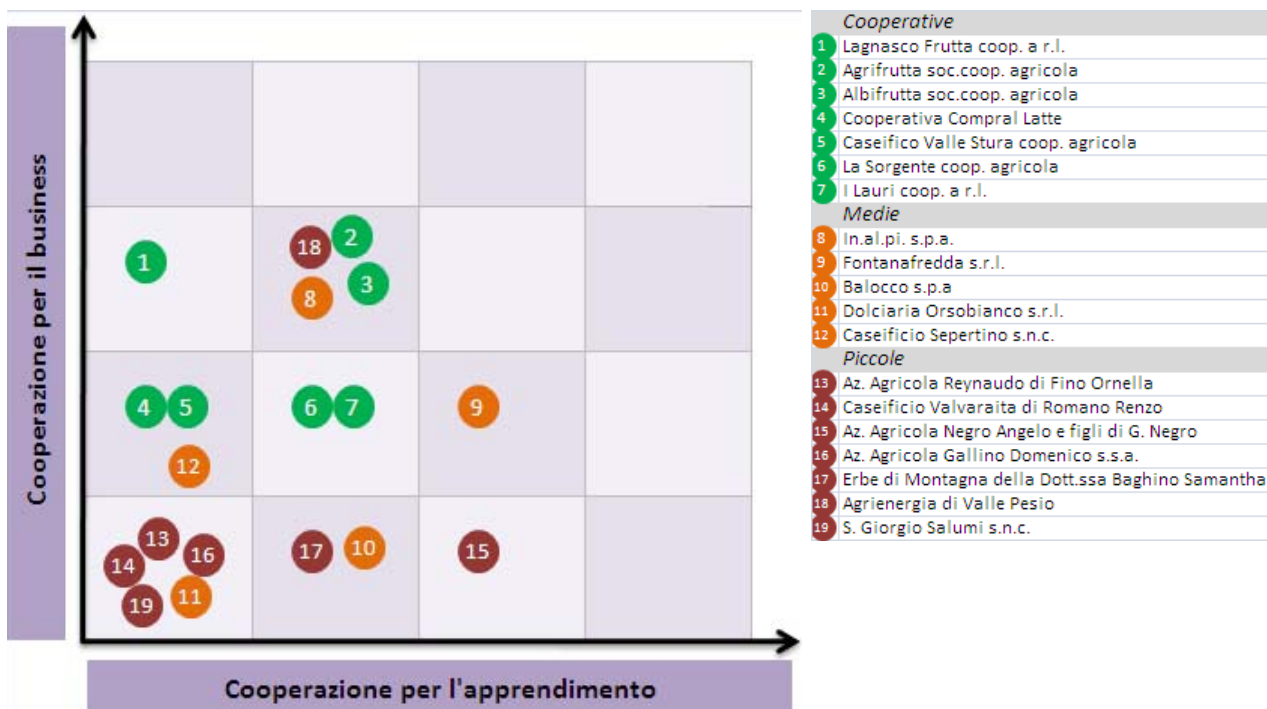 Cooperazione per il business
1
18
2
8
3
4
5
6
7
9
12
13
14
16
19
11
17
10
15
Cooperazione per l'apprendimento
Cooperative
1 Lagnasco Frutta coop. a r.l.
2 Agrifrutta soc.coop. agricola
3 Albifrutta soc.coop. agricola
4 Cooperativa Compral Latte
5 Caseifico Valle Stura coop. agricola
6 La Sorgente coop. agricola
7 I Lauri coop. a r.l.
Medie
8 In.al.pi. s.p.a.
9 Fontanafredda s.r.l.
10 Balocco s.p.a
11 Dolciaria Orsobianco s.r.l.
12 Caseificio Sepertino s.n.c.
Piccole
13 Az. Agricola Reynaudo di Fino Ornella
14 Caseificio Valvaraita di Romano Renzo
15 Az. Agricola Negro Angelo e figli di G. Negro
16 Az. Agricola Gallino Domenico s.s.a.
17 Erbe di Montagna della Dott.ssa Baghino Samantha
18 Agrienergia di Valle Pesio
19 S. Giorgio Salumi s.n.c.